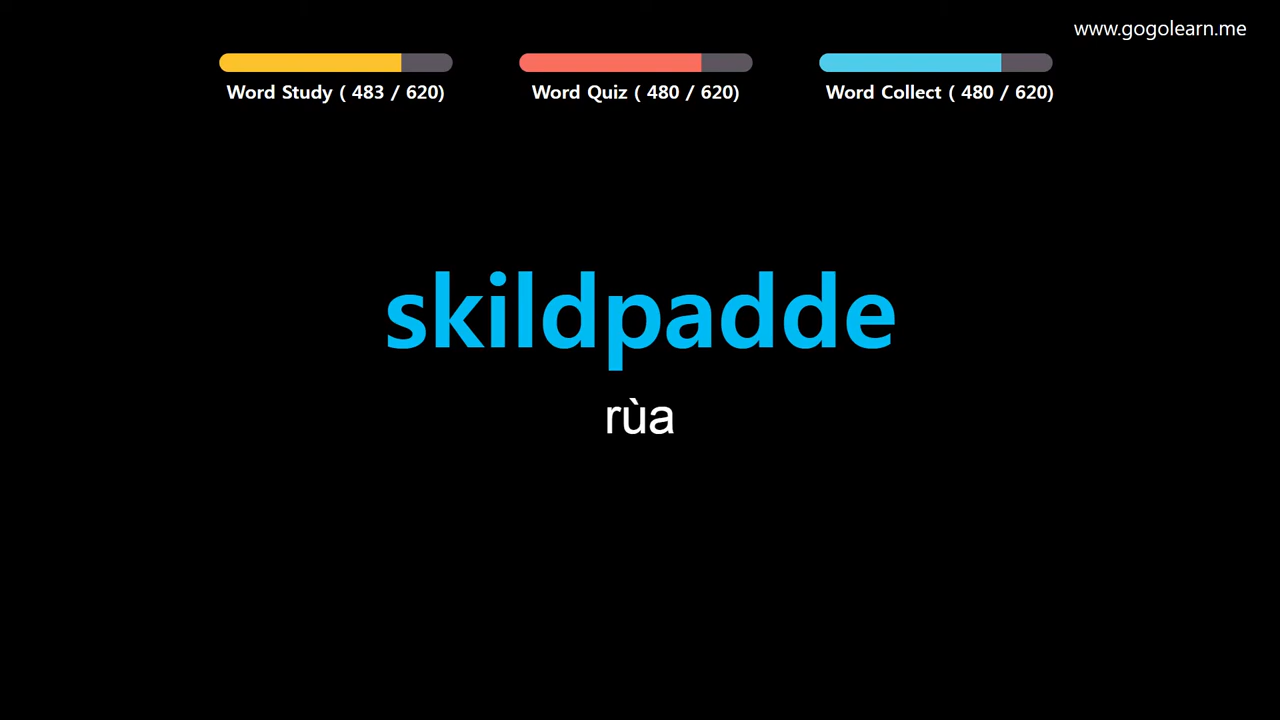 www.gogolearn.me
Word Study ( 483 / 620)
Word Quiz ( 480 / 620)
Word Collect ( 480 / 620)
skildpadde
rùa